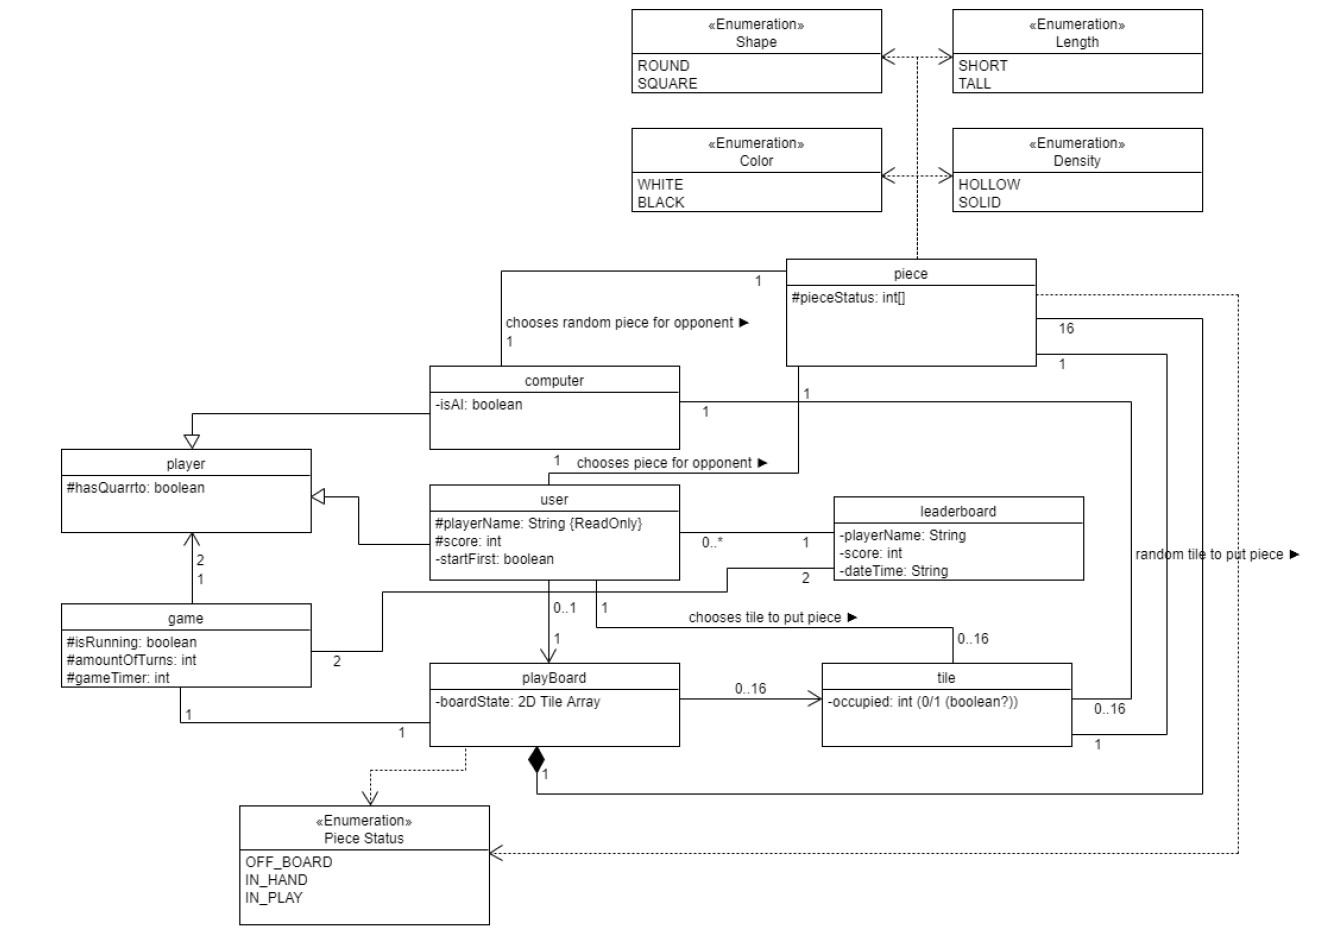 «Enumeration»
Shape
ROUND
SQUARE
«Enumeration»
Length
SHORT
TALL
«Enumeration»
Color
WHITE
BLACK
«Enumeration»
Density
HOLLOW
SOLID
piece
#pieceStatus: int[]
1
chooses random piece for opponent ►
1
16
1
computer
-isAI: boolean
1
1
1
chooses piece for opponent ►
player
#hasQuarrto: boolean
user
#playerName: String {ReadOnly}
#score: int
-startFirst: boolean
leaderboard
-playerName: String
-score: int
-dateTime: String
0..*
1
2
random tile to put piece ►
2
1
game
#isRunning: boolean
#amountOfTurns: int
#gameTimer: int
2
0..1
1
1
chooses tile to put piece ►
0..16
playBoard
-boardState: 2D Tile Array
0..16
tile
-occupied: int (0/1 (boolean?))
0..16
1
1
1
1
«Enumeration»
Piece Status
OFF_BOARD
IN_HAND
IN_PLAY